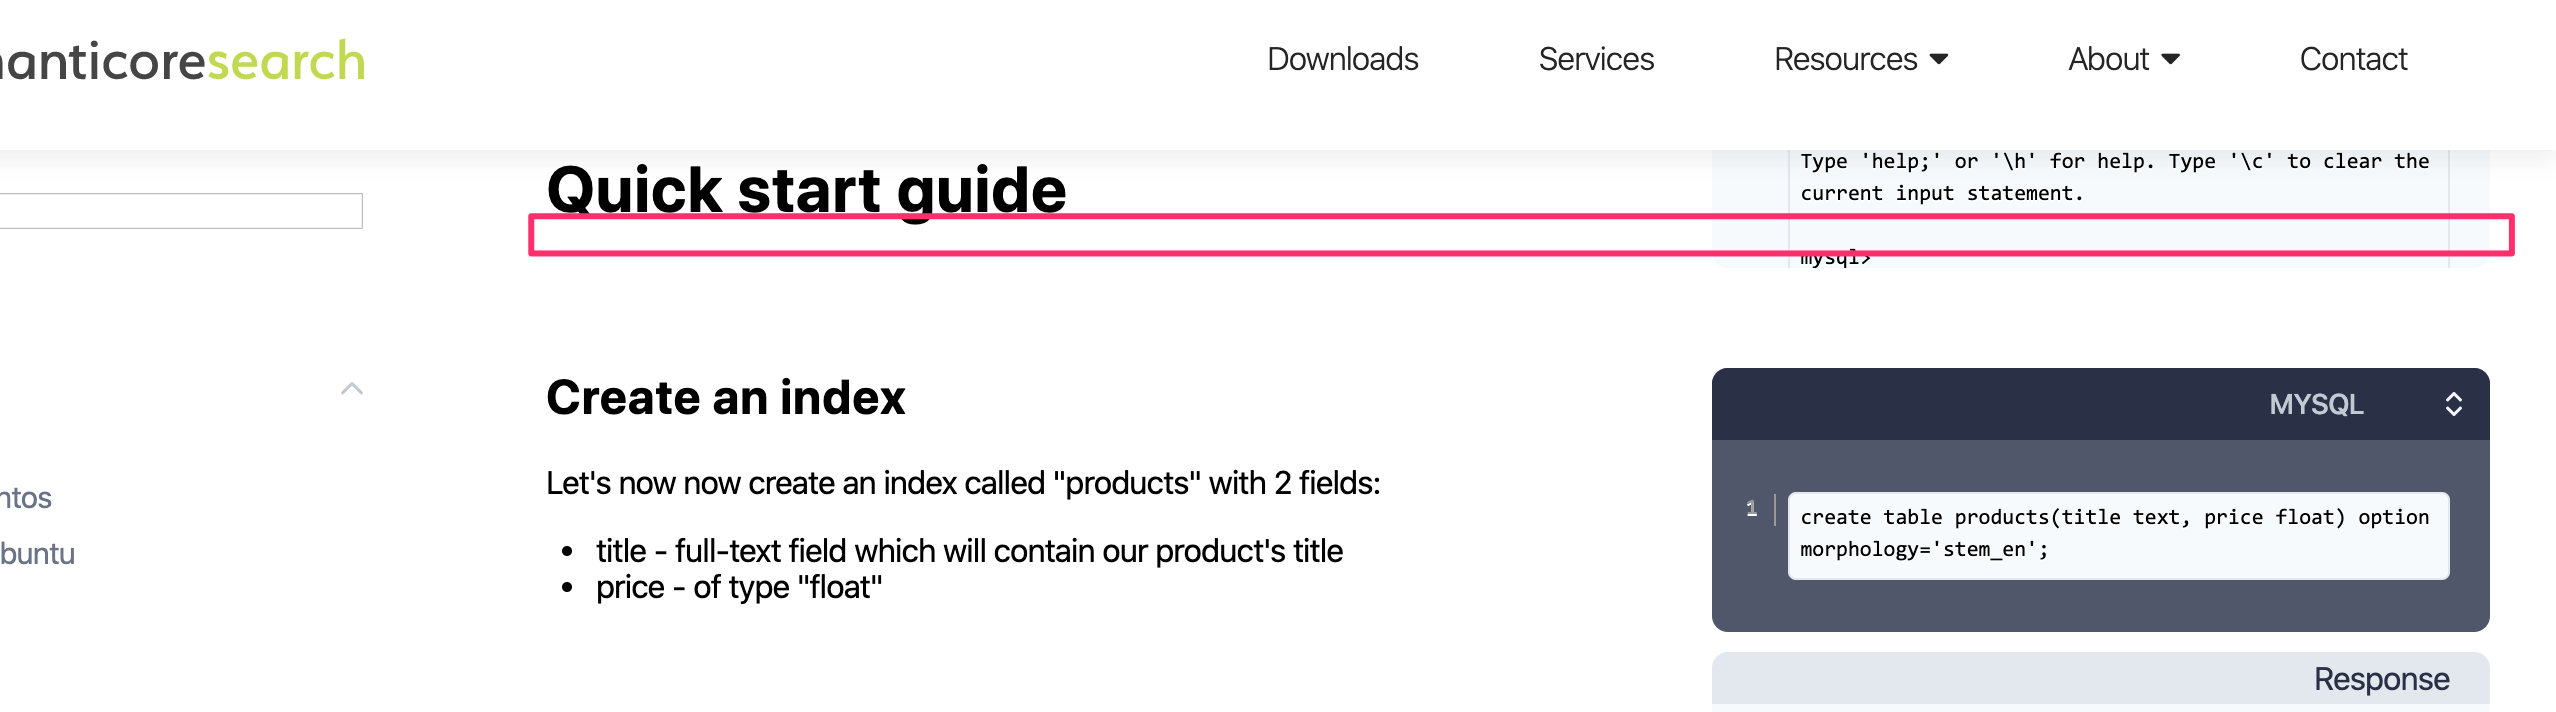 anticoresearch
Downloads
Services
Resources
About
Contact
Quick start guide
Type 'help;' or '\h' for help. Type '\c' to clear the
current input statement.
mysql>
Create an index
MYSQL
Let's now now create an index called "products" with 2 fields:
• title - full-text field which will contain our product's title
• price - of type "float"
1
create table products(title text, price float) option
morphology='stem_en';
ntos
buntu
Response